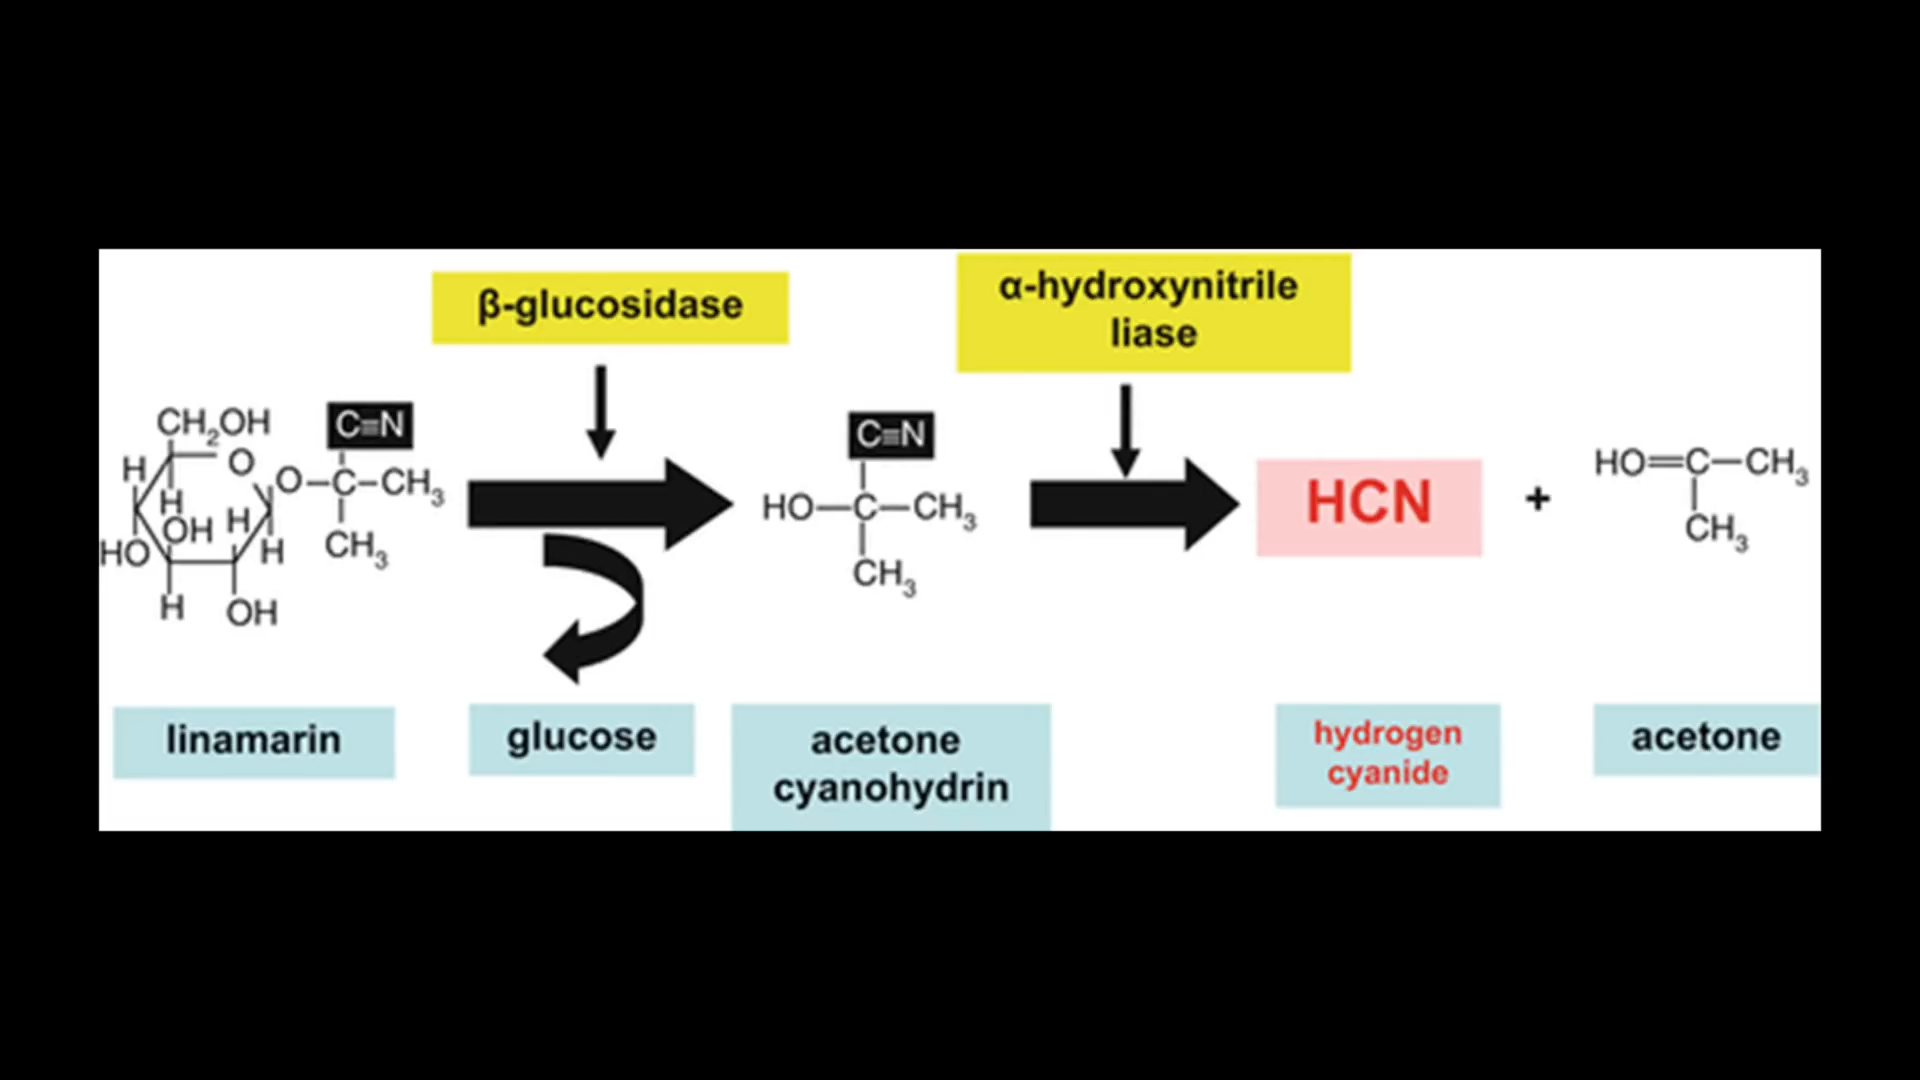 β-glucosidase
α-hydroxynitrile
liase
CH2OH
C≡N
H
O
O—C—CH3
H
OH
H
HO
H
CH3
H
OH
C≡N
HO—C—CH3
CH3
HCN
+
HO=C—CH3
CH3
linamarin
glucose
acetone
cyanohydrin
hydrogen
cyanide
acetone